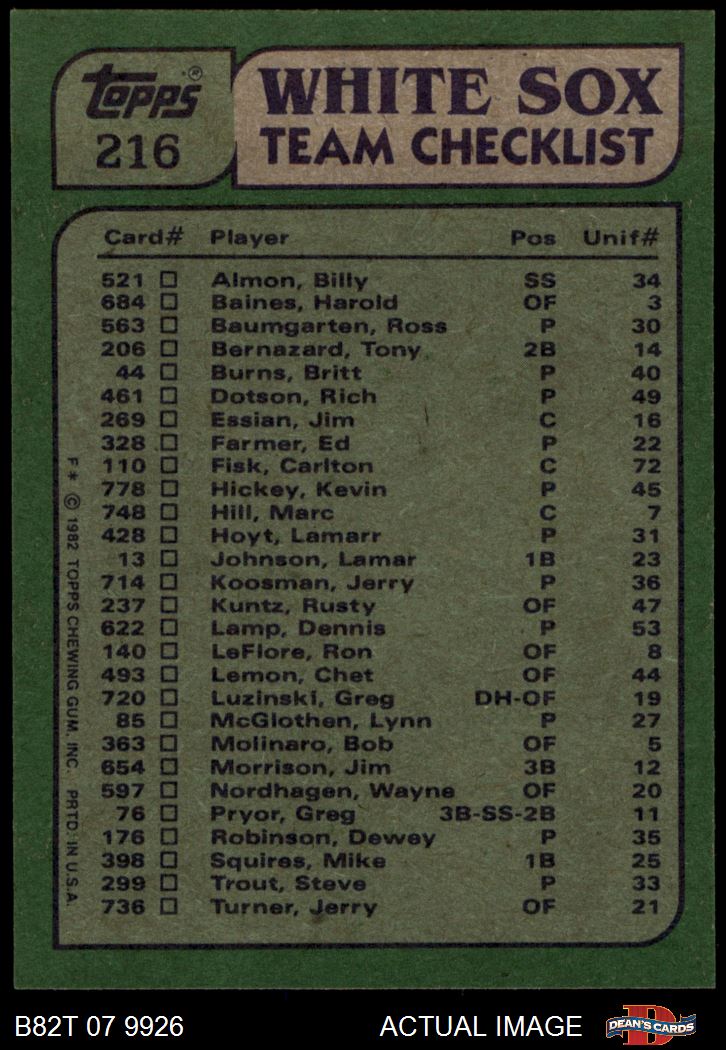 Topps®
216
WHITE SOX
TEAM CHECKLIST
Card# Player Pos Unif#
521 Almon, Billy SS 34
684 Baines, Harold OF 3
563 Baumgarten, Ross P 30
206 Bernazard, Tony 2B 14
44 Burns, Britt P 40
461 Dotson, Rich P 49
269 Essian, Jim C 16
328 Farmer, Ed P 22
110 Fisk, Carlton C 72
778 Hickey, Kevin P 45
748 Hill, Marc C 7
428 Hoyt, Lamarr P 31
13 Johnson, Lamar 1B 23
714 Koosman, Jerry P 36
237 Kuntz, Rusty OF 47
622 Lamp, Dennis P 53
140 LeFlore, Ron OF 8
493 Lemon, Chet OF 44
720 Luzinski, Greg DH-OF 19
85 McGlothen, Lynn P 27
363 Molinaro, Bob OF 5
654 Morrison, Jim 3B 12
597 Nordhagen, Wayne OF 20
76 Pryor, Greg 3B-SS-2B 11
176 Robinson, Dewey P 35
398 Squires, Mike 1B 25
299 Trout, Steve P 33
736 Turner, Jerry OF 21
F* © 1982 TOPPS CHEWING GUM, INC. PRTD. IN U.S.A.
B82T 07 9926 ACTUAL IMAGE
DEAN'S CARDS